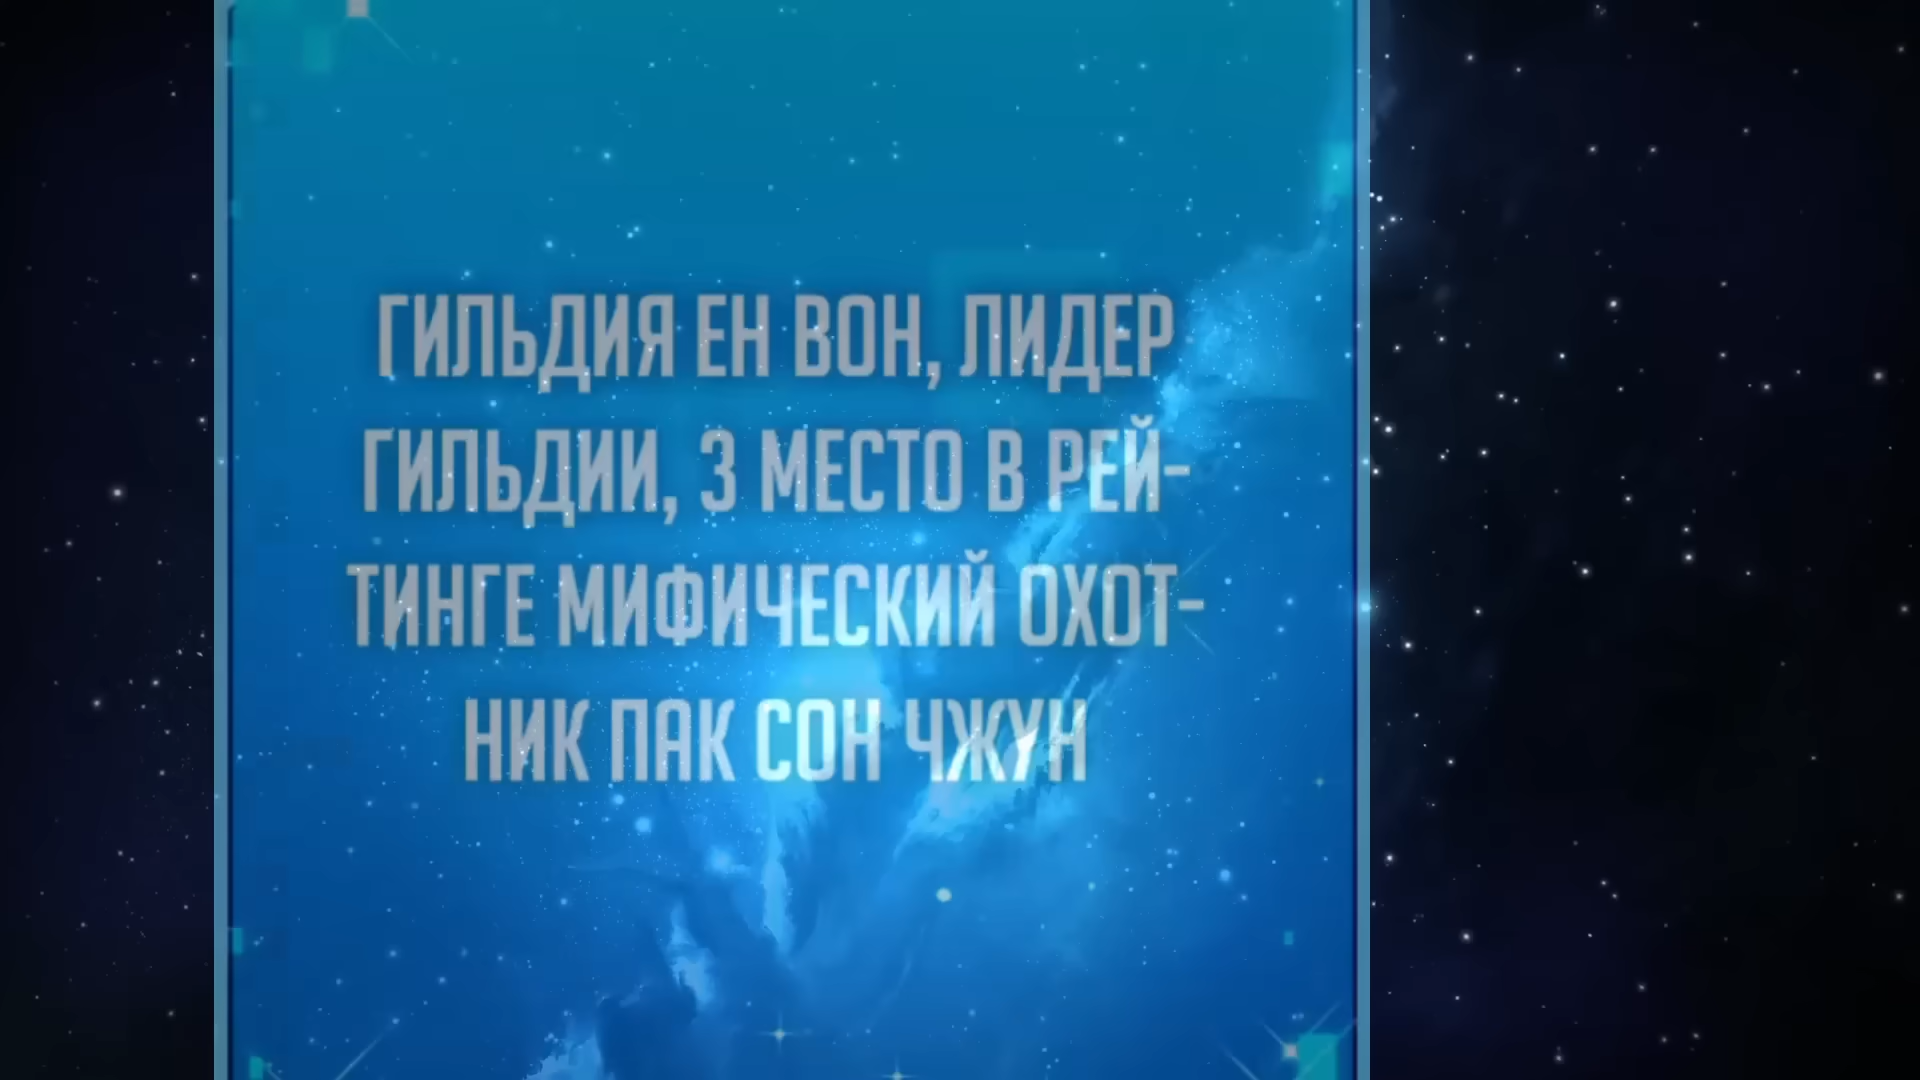 ГИЛЬДИЯ ЕН ВОН, ЛИДЕР
ГИЛЬДИИ, 3 МЕСТО В РЕЙ-
ТИНГЕ МИФИЧЕСКИЙ ОХОТ-
НИК ПАК СОН ЧЖУН